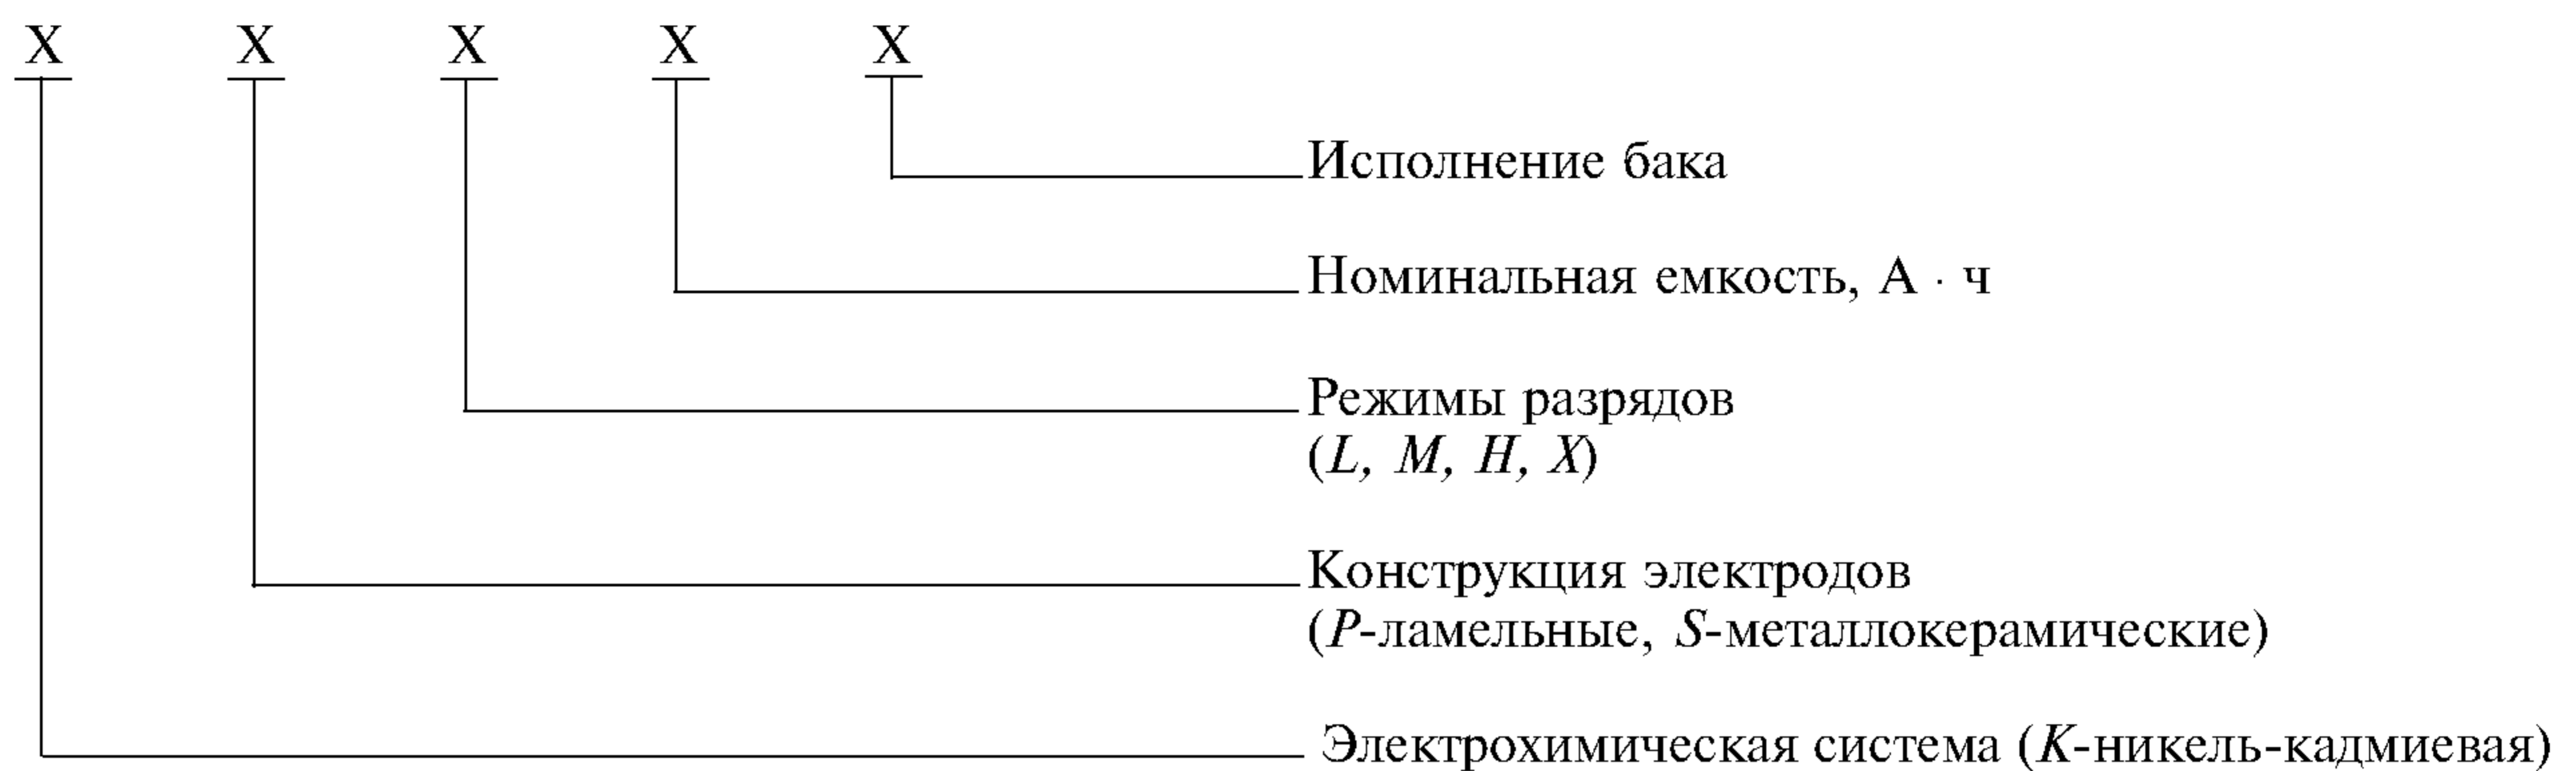 X X X X X
Исполнение бака
Номинальная емкость, А · ч
Режимы разрядов
(L, M, H, X)
Конструкция электродов
(P-ламельные, S-металлокерамические)
Электрохимическая система (K-никель-кадмиевая)